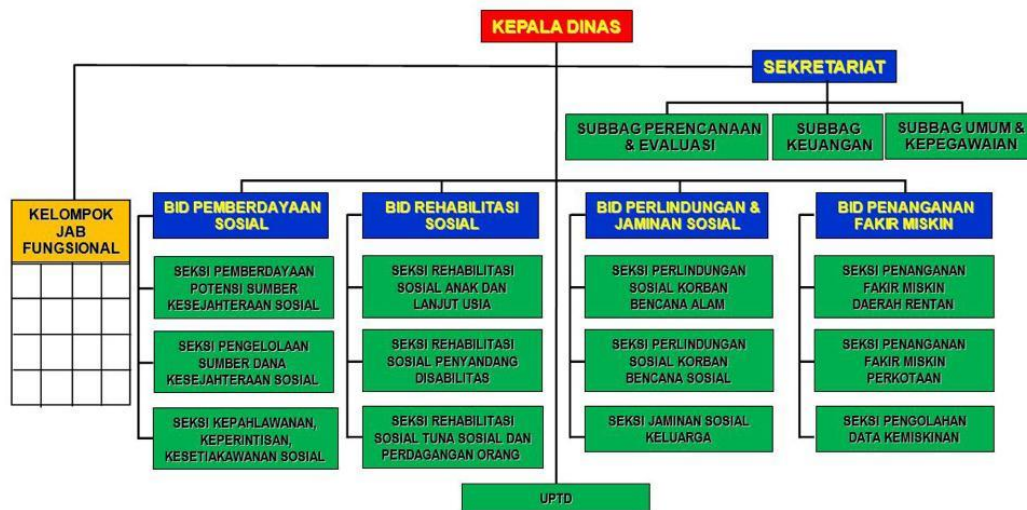 KEPALA DINAS
SEKRETARIAT
SUBBAG PERENCANAAN
& EVALUASI
SUBBAG
KEUANGAN
SUBBAG UMUM &
KEPEGAWAIAN
KELOMPOK
JAB
FUNGSIONAL
BID PEMBERDAYAAN
SOSIAL
SEKSI PEMBERDAYAAN
POTENSI SUMBER
KESEJAHTERAAN SOSIAL
SEKSI PENGELOLAAN
SUMBER DANA
KESEJAHTERAAN SOSIAL
SEKSI KEPAHLAWANAN,
KEPERINTISAN,
KESETIAKAWANAN SOSIAL
BID REHABILITASI
SOSIAL
SEKSI REHABILITASI
SOSIAL ANAK DAN
LANJUT USIA
SEKSI REHABILITASI
SOSIAL PENYANDANG
DISABILITAS
SEKSI REHABILITASI
SOSIAL TUNA SOSIAL DAN
PERDAGANGAN ORANG
BID PERLINDUNGAN &
JAMINAN SOSIAL
SEKSI PERLINDUNGAN
SOSIAL KORBAN
BENCANA ALAM
SEKSI PERLINDUNGAN
SOSIAL KORBAN
BENCANA SOSIAL
SEKSI JAMINAN SOSIAL
KELUARGA
BID PENANGANAN
FAKIR MISKIN
SEKSI PENANGANAN
FAKIR MISKIN
DAERAH RENTAN
SEKSI PENANGANAN
FAKIR MISKIN
PERKOTAAN
SEKSI PENGOLAHAN
DATA KEMISKINAN
UPTD